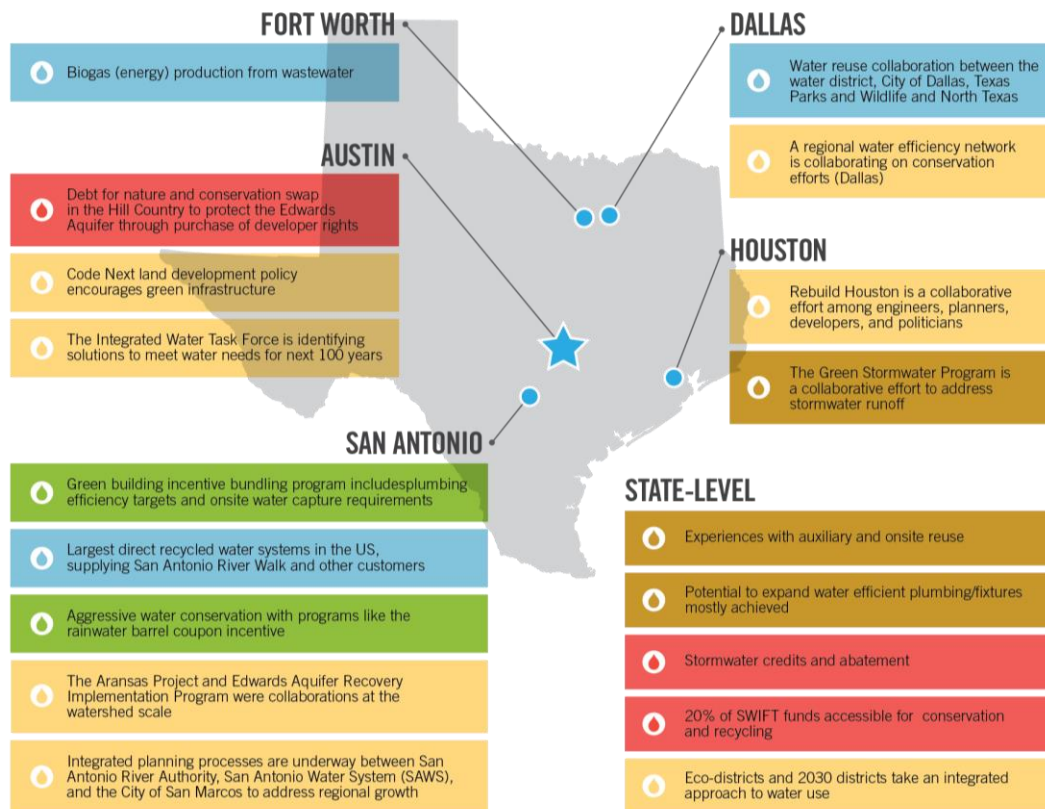 FORT WORTH
Biogas (energy) production from wastewater
AUSTIN
Debt for nature and conservation swap
in the Hill Country to protect the Edwards
Aquifer through purchase of developer rights
Code Next land development policy
encourages green infrastructure
The Integrated Water Task Force is identifying
solutions to meet water needs for next 100 years
SAN ANTONIO
Green building incentive bundling program includesplumbing
efficiency targets and onsite water capture requirements
Largest direct recycled water systems in the US,
supplying San Antonio River Walk and other customers
Aggressive water conservation with programs like the
rainwater barrel coupon incentive
The Aransas Project and Edwards Aquifer Recovery
Implementation Program were collaborations at the
watershed scale
Integrated planning processes are underway between San
Antonio River Authority, San Antonio Water System (SAWS),
and the City of San Marcos to address regional growth
DALLAS
Water reuse collaboration between the
water district, City of Dallas, Texas
Parks and Wildlife and North Texas
A regional water efficiency network
is collaborating on conservation
efforts (Dallas)
HOUSTON
Rebuild Houston is a collaborative
effort among engineers, planners,
developers, and politicians
The Green Stormwater Program is
a collaborative effort to address
stormwater runoff
STATE-LEVEL
Experiences with auxiliary and onsite reuse
Potential to expand water efficient plumbing/fixtures
mostly achieved
Stormwater credits and abatement
20% of SWIFT funds accessible for conservation
and recycling
Eco-districts and 2030 districts take an integrated
approach to water use